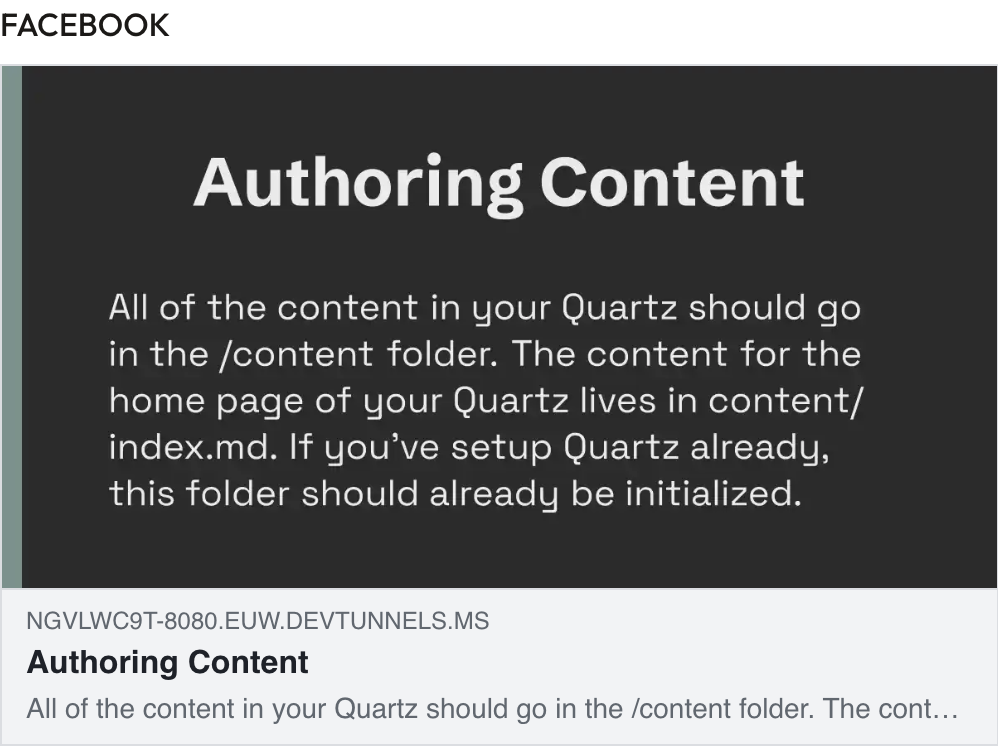 FACEBOOK
Authoring Content
All of the content in your Quartz should go
in the /content folder. The content for the
home page of your Quartz lives in content/
index.md. If you’ve setup Quartz already,
this folder should already be initialized.
NGVLWC9T-8080.EUW.DEVTUNNELS.MS
Authoring Content
All of the content in your Quartz should go in the /content folder. The cont…